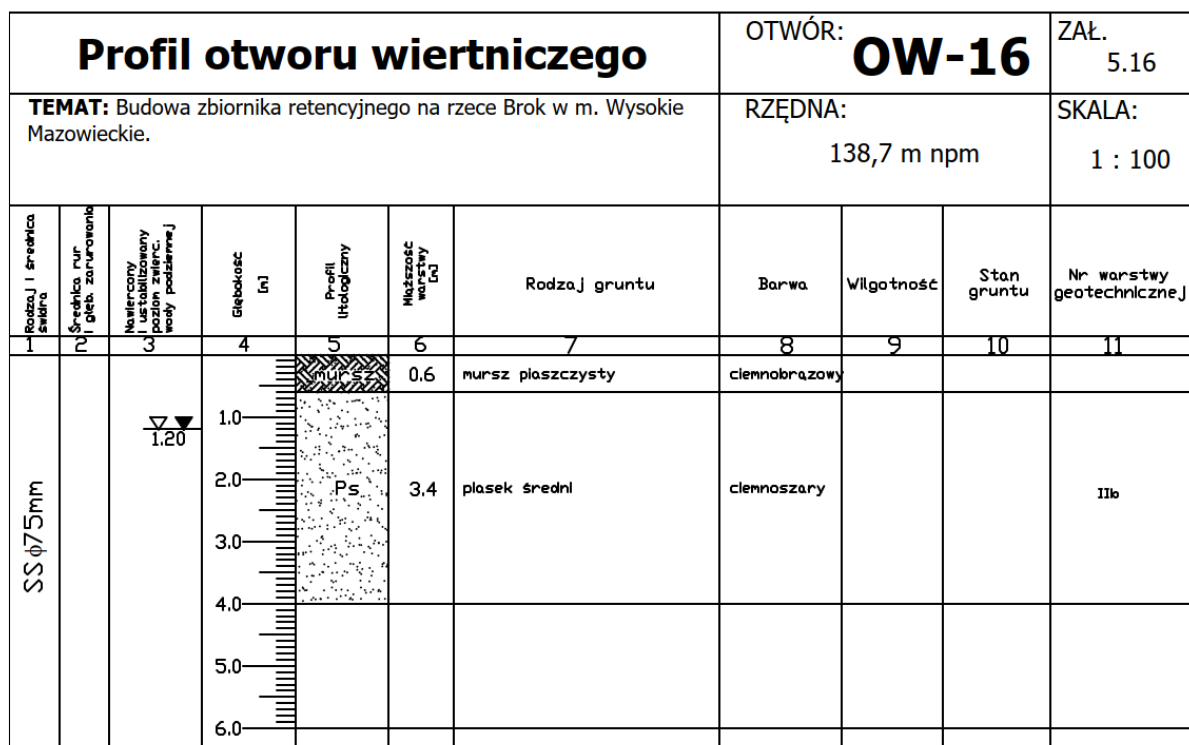 Profil otworu wiertniczego
OTWÓR: OW-16
ZAŁ.
5.16
TEMAT: Budowa zbiornika retencyjnego na rzece Brok w m. Wysokie
Mazowieckie.
RZĘDNA:
138,7 m npm
SKALA:
1 : 100
Rodzaj i średnica
świdra
Średnica rur
i głęb. zarurowania
Nawiercony
i ustabilizowany
poziom zwierc.
wody podziemnej
Głębokość
[m]
Profil
litologiczny
Miąższość
warstwy
[m]
Rodzaj gruntu
Barwa
Wilgotność
Stan
gruntu
Nr warstwy
geotechnicznej
1 2 3 4 5 6 7 8 9 10 11
mursz 0.6 mursz piaszczysty ciemnobrązowy
1.0
1.20
2.0 Ps 3.4 piasek średni ciemnoszary IIb
SSϕ75mm
3.0
4.0
5.0
6.0